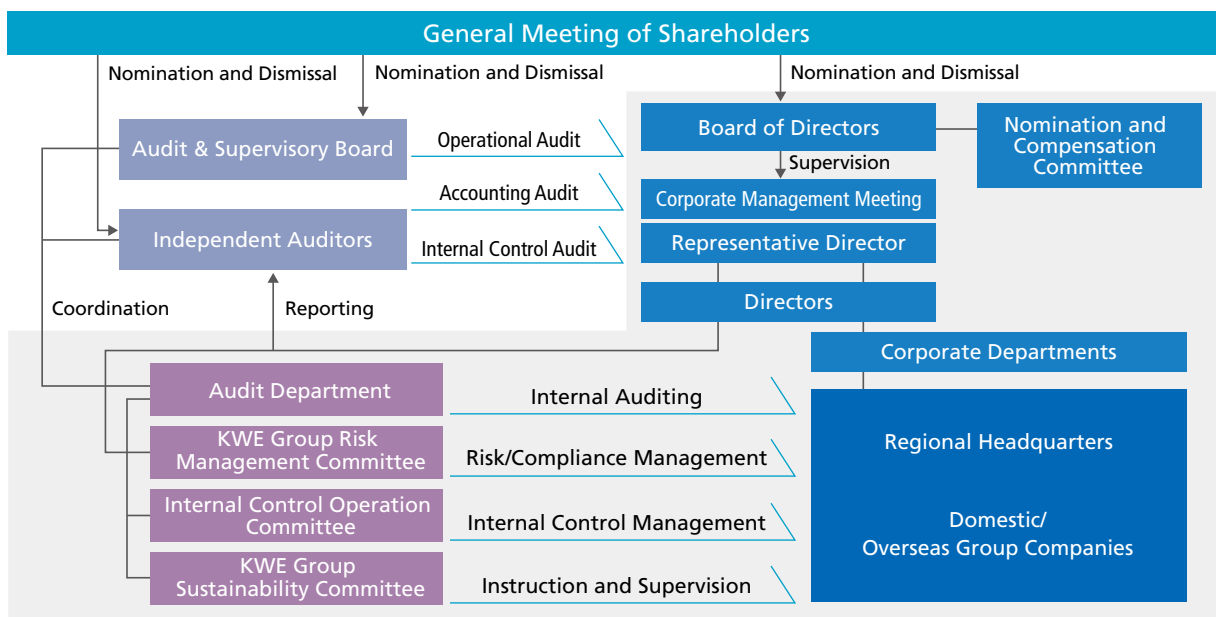 General Meeting of Shareholders
Nomination and Dismissal
Nomination and Dismissal
Nomination and Dismissal
Audit & Supervisory Board
Operational Audit
Board of Directors
Nomination and
Compensation
Committee
Supervision
Accounting Audit
Corporate Management Meeting
Independent Auditors
Internal Control Audit
Representative Director
Coordination
Reporting
Directors
Corporate Departments
Audit Department
Internal Auditing
KWE Group Risk
Management Committee
Risk/Compliance Management
Regional Headquarters
Internal Control Operation
Committee
Internal Control Management
Domestic/
Overseas Group Companies
KWE Group
Sustainability Committee
Instruction and Supervision